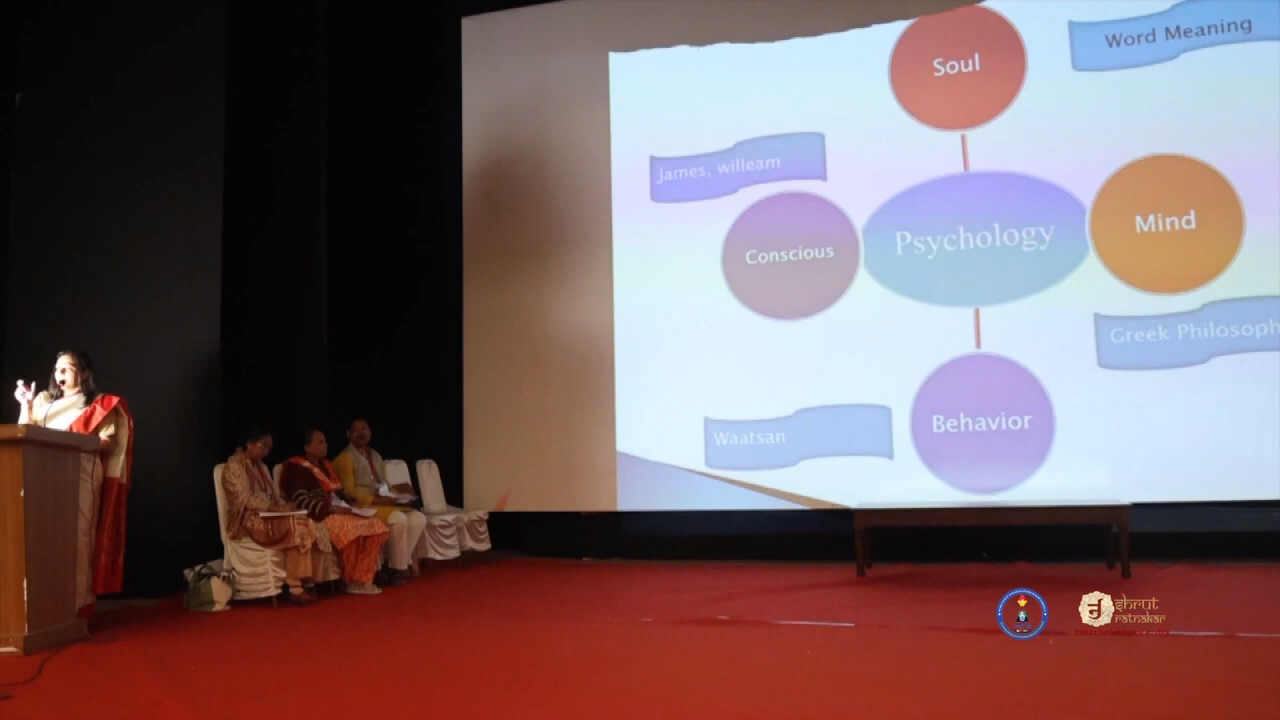 Soul
Word Meaning
James, willeam
Conscious
Psychology
Mind
Greek Philosoph
Waatsan
Behavior
shrut
ratnakar